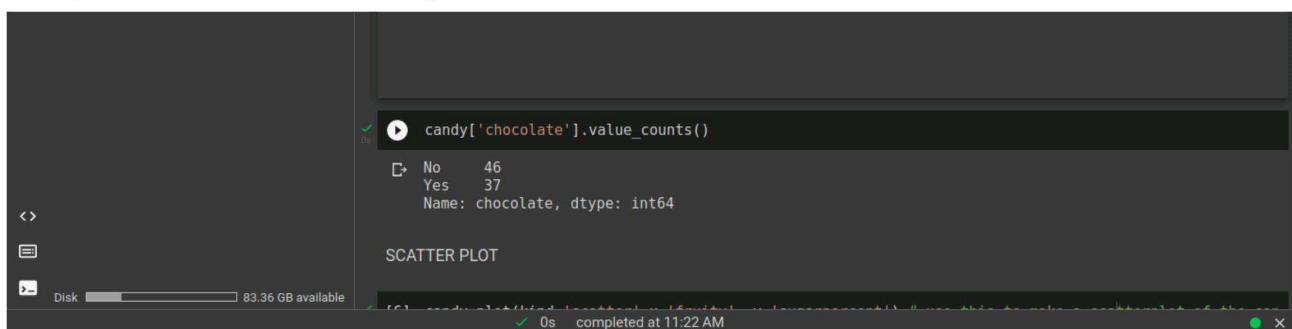 candy['chocolate'].value_counts()
0s
No 46
Yes 37
Name: chocolate, dtype: int64
SCATTER PLOT
Disk 83.36 GB available
0s completed at 11:22 AM